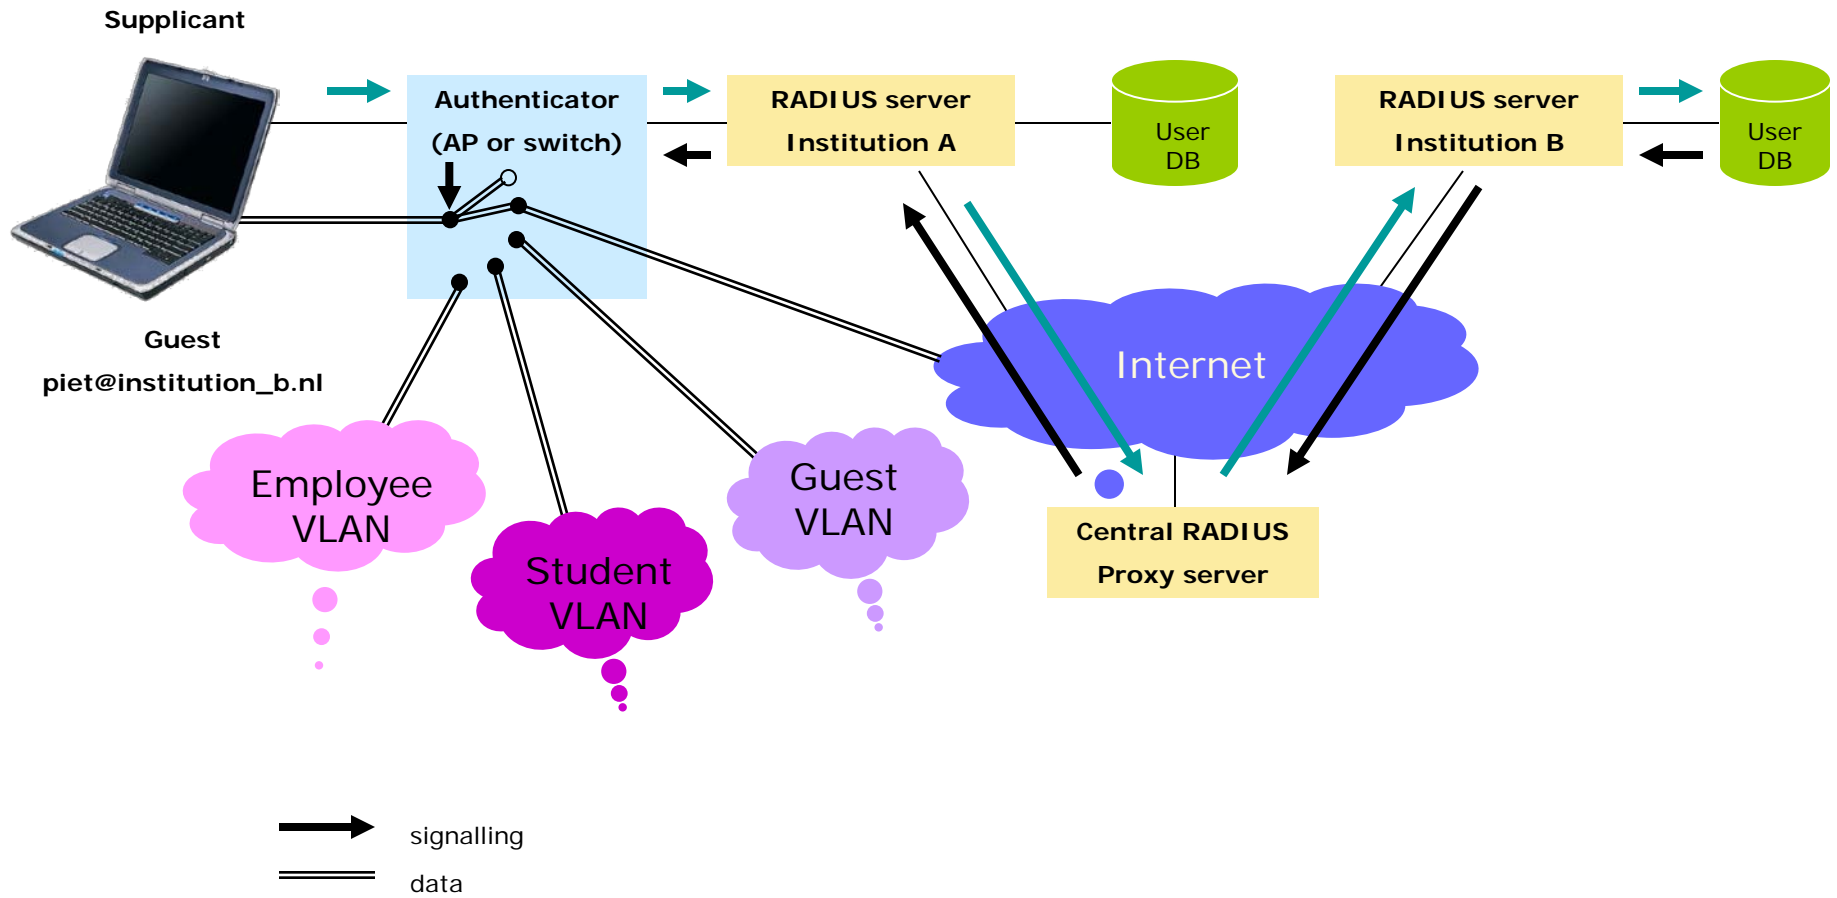 Supplicant
Authenticator
(AP or switch)
RADIUS server
Institution A
User
DB
RADIUS server
Institution B
User
DB
Guest
piet@institution_b.nl
Internet
Employee
VLAN
Student
VLAN
Guest
VLAN
Central RADIUS
Proxy server
signalling
data